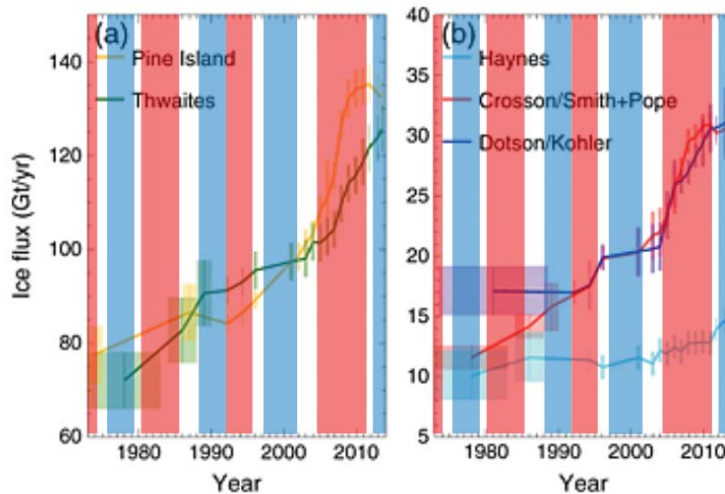 (a)
Pine Island
Thwaites
Ice flux (Gt/yr)
140
120
100
80
60
1980
1990
2000
2010
Year
(b)
Haynes
Crosson/Smith+Pope
Dotson/Kohler
40
35
30
25
20
15
10
5
1980
1990
2000
2010
Year